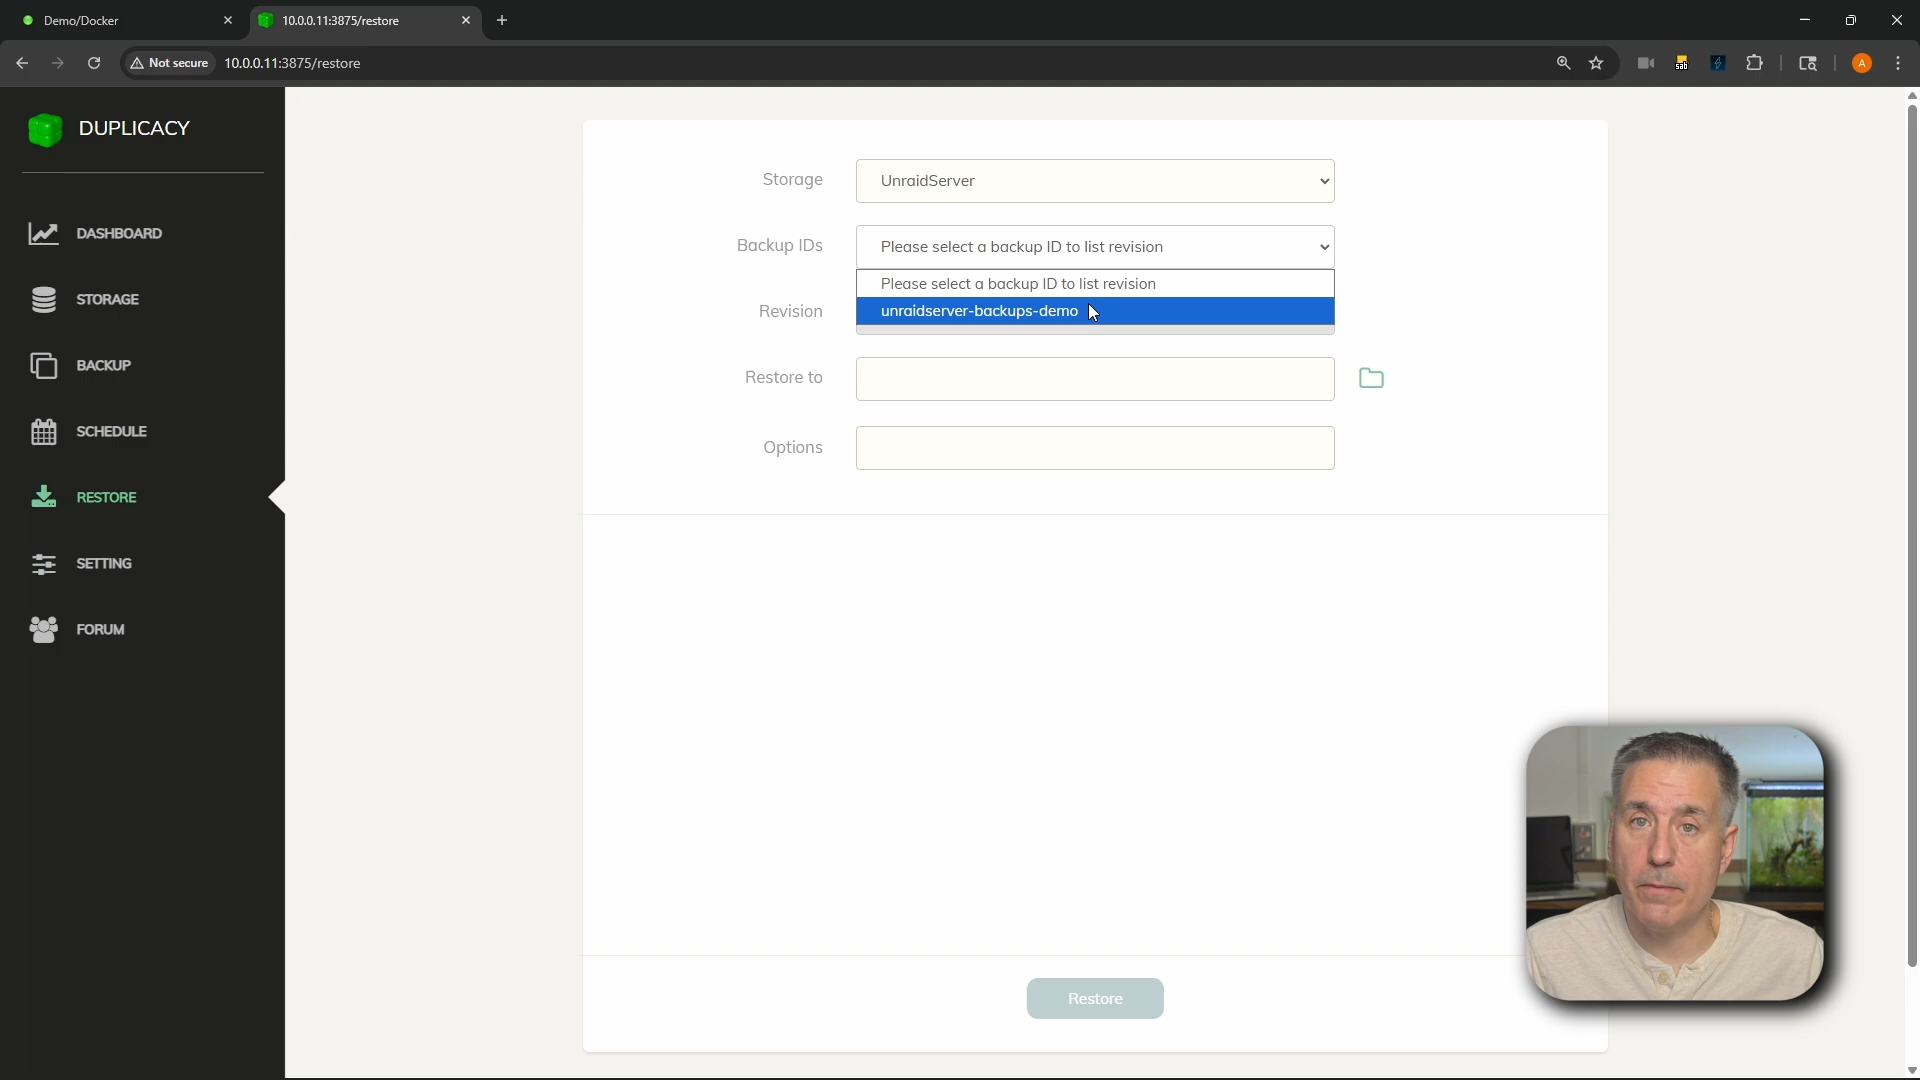 Demo/Docker
10.0.0.11:3875/restore
Not secure
10.0.0.11:3875/restore
sab
A
DUPLICACY
DASHBOARD
STORAGE
BACKUP
SCHEDULE
RESTORE
SETTING
FORUM
Storage
UnraidServer
Backup IDs
Please select a backup ID to list revision
Please select a backup ID to list revision
unraidserver-backups-demo
Revision
Restore to
Options
Restore